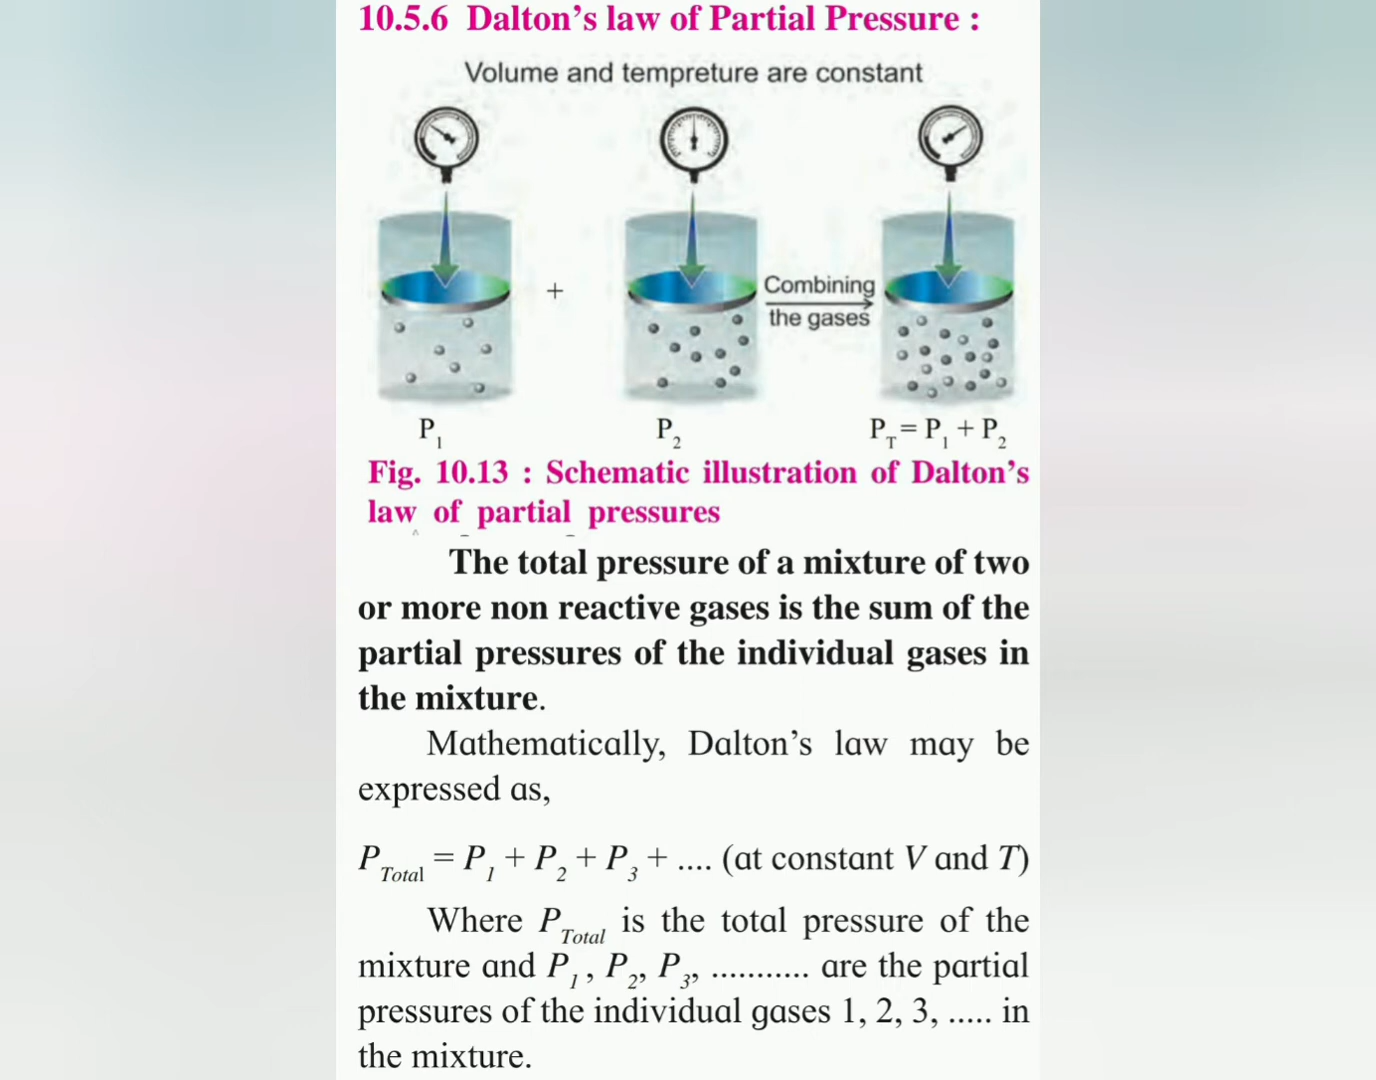 10.5.6 Dalton’s law of Partial Pressure :
Volume and tempreture are constant
+
Combining
the gases
P1
P2
PT = P1 + P2
Fig. 10.13 : Schematic illustration of Dalton’s
law of partial pressures
The total pressure of a mixture of two
or more non reactive gases is the sum of the
partial pressures of the individual gases in
the mixture.
Mathematically, Dalton’s law may be
expressed as,
PTotal = P1 + P2 + P3 + .... (at constant V and T)
Where PTotal is the total pressure of the
mixture and P1, P2, P3, ........... are the partial
pressures of the individual gases 1, 2, 3, ..... in
the mixture.